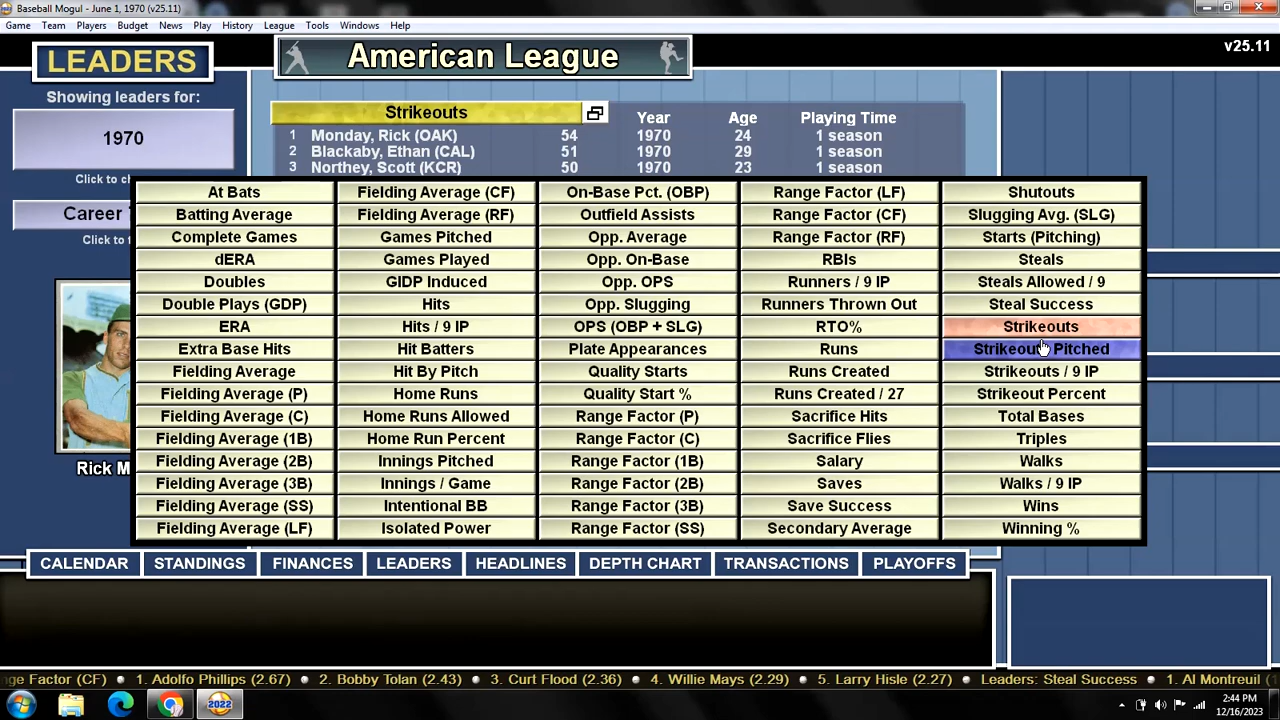 Baseball Mogul - June 1, 1970 (v25.11)
Game Team Players Budget News Play History League Tools Windows Help
LEADERS
American League
v25.11
Showing leaders for:
1970
Click to c
Career
Click to
Rick M
Strikeouts Year Age Playing Time
1 Monday, Rick (OAK) 54 1970 24 1 season
2 Blackaby, Ethan (CAL) 51 1970 29 1 season
3 Northey, Scott (KCR) 50 1970 23 1 season
At Bats Fielding Average (CF) On-Base Pct. (OBP) Range Factor (LF) Shutouts
Batting Average Fielding Average (RF) Outfield Assists Range Factor (CF) Slugging Avg. (SLG)
Complete Games Games Pitched Opp. Average Range Factor (RF) Starts (Pitching)
dERA Games Played Opp. On-Base RBIs Steals
Doubles GIDP Induced Opp. OPS Runners / 9 IP Steals Allowed / 9
Double Plays (GDP) Hits Opp. Slugging Runners Thrown Out Steal Success
ERA Hits / 9 IP OPS (OBP + SLG) RTO% Strikeouts
Extra Base Hits Hit Batters Plate Appearances Runs Strikeouts Pitched
Fielding Average Hit By Pitch Quality Starts Runs Created Strikeouts / 9 IP
Fielding Average (P) Home Runs Quality Start % Runs Created / 27 Strikeout Percent
Fielding Average (C) Home Runs Allowed Range Factor (P) Sacrifice Hits Total Bases
Fielding Average (1B) Home Run Percent Range Factor (C) Sacrifice Flies Triples
Fielding Average (2B) Innings Pitched Range Factor (1B) Salary Walks
Fielding Average (3B) Innings / Game Range Factor (2B) Saves Walks / 9 IP
Fielding Average (SS) Intentional BB Range Factor (3B) Save Success Wins
Fielding Average (LF) Isolated Power Range Factor (SS) Secondary Average Winning %
CALENDAR STANDINGS FINANCES LEADERS HEADLINES DEPTH CHART TRANSACTIONS PLAYOFFS
nge Factor (CF) • 1. Adolfo Phillips (2.67) • 2. Bobby Tolan (2.43) • 3. Curt Flood (2.36) • 4. Willie Mays (2.29) • 5. Larry Hisle (2.27) • Leaders: Steal Success • 1. Al Montreuil (
2022
2:44 PM
12/16/2023